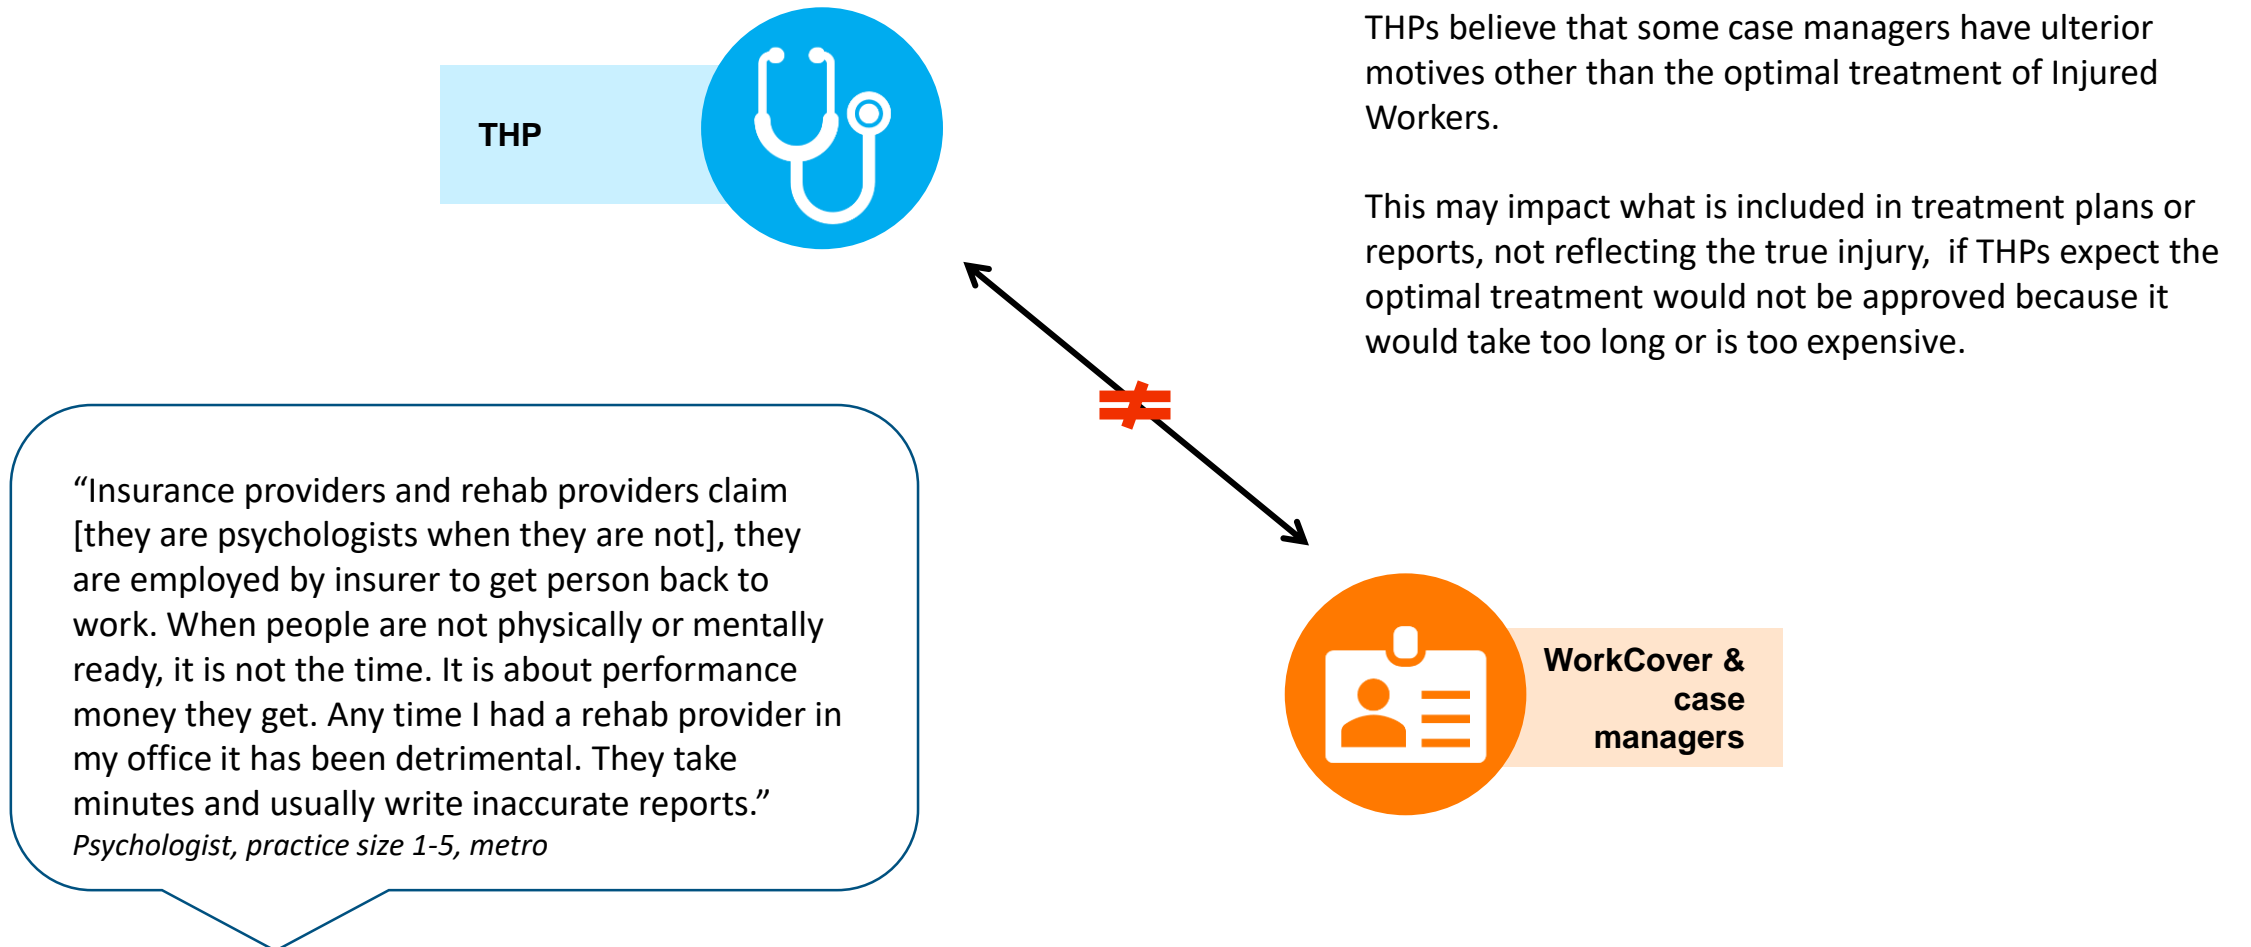 THP
THPs believe that some case managers have ulterior
motives other than the optimal treatment of Injured
Workers.
This may impact what is included in treatment plans or
reports, not reflecting the true injury,  if THPs expect the
optimal treatment would not be approved because it
would take too long or is too expensive.
≠
“Insurance providers and rehab providers claim
[they are psychologists when they are not], they
are employed by insurer to get person back to
work. When people are not physically or mentally
ready, it is not the time. It is about performance
money they get. Any time I had a rehab provider in
my office it has been detrimental. They take
minutes and usually write inaccurate reports.”
Psychologist, practice size 1-5, metro
WorkCover &
case
managers